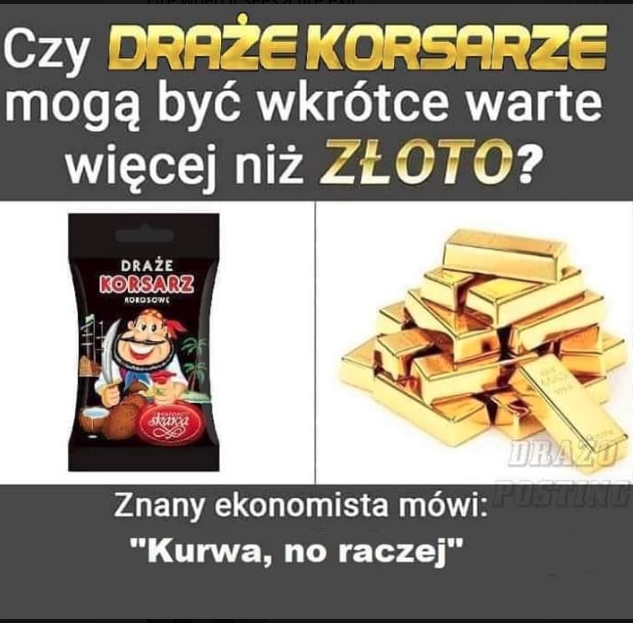 Czy DRAŻE KORSARZE
mogą być wkrótce warte
więcej niż ZŁOTO?
DRAŻE
KORSARZ
KOKOSOWE
skawa
DRAŻO
POSTING
Znany ekonomista mówi:
"Kurwa, no raczej"